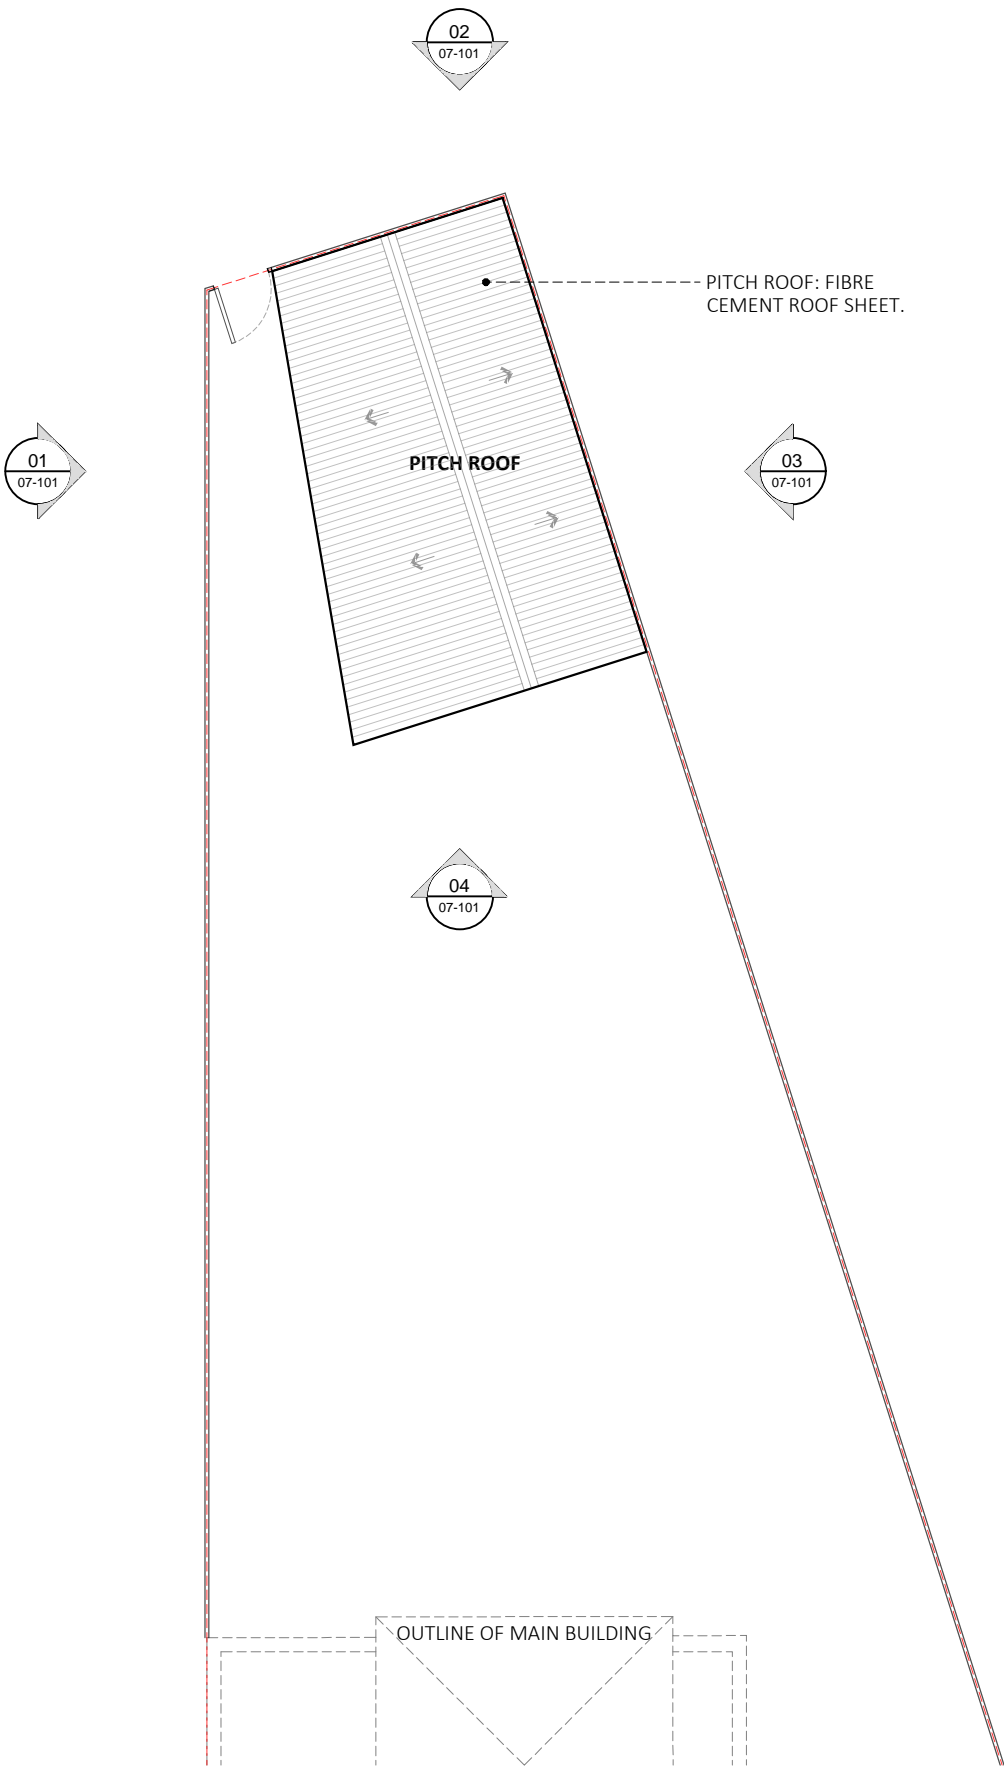 02
07-101
PITCH ROOF: FIBRE
CEMENT ROOF SHEET.
01
07-101
PITCH ROOF
03
07-101
04
07-101
OUTLINE OF MAIN BUILDING